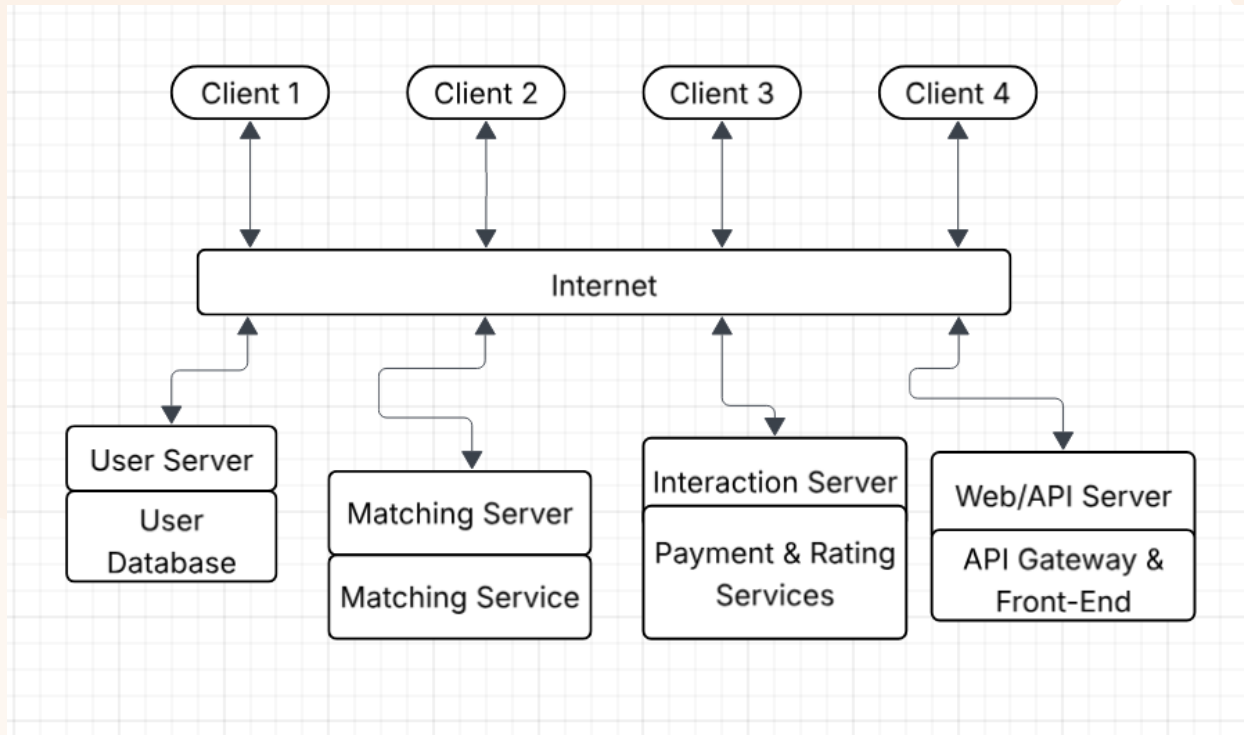 Client 1
Client 2
Client 3
Client 4
Internet
User Server
User
Database
Matching Server
Matching Service
Interaction Server
Payment & Rating
Services
Web/API Server
API Gateway &
Front-End